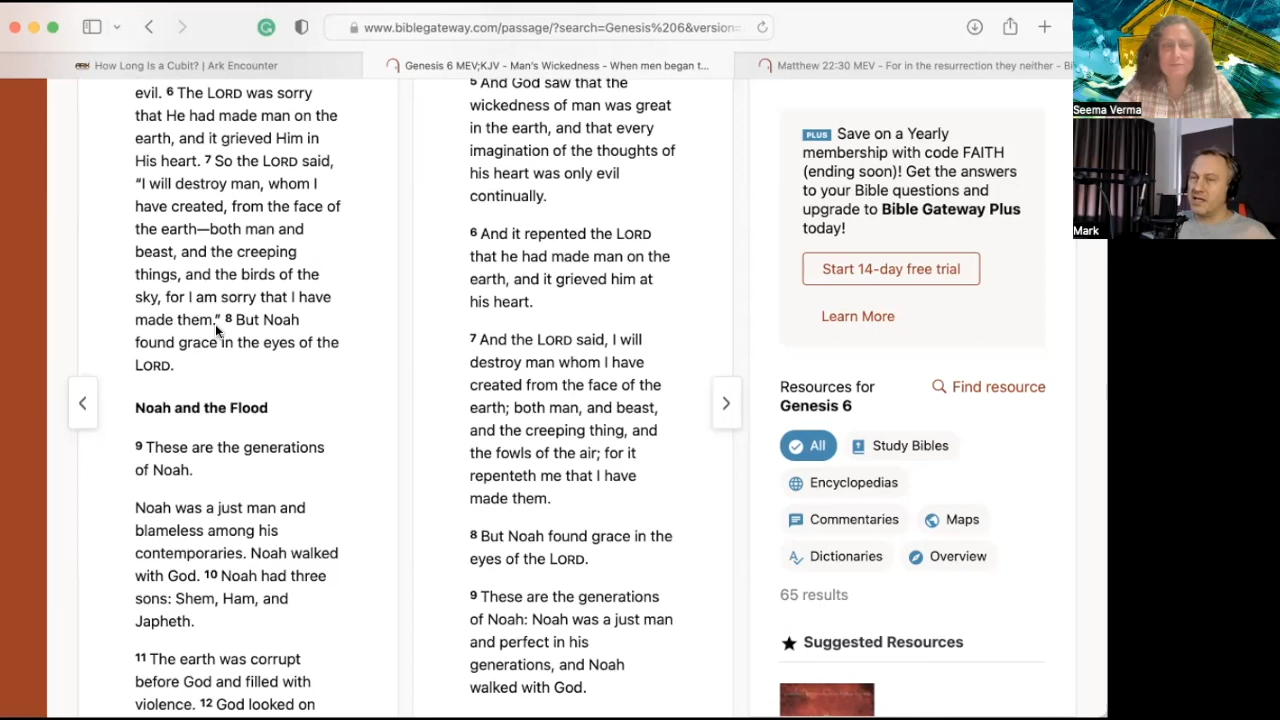 www.biblegateway.com/passage/?search=Genesis%206&version=
How Long Is a Cubit? | Ark Encounter
Genesis 6 MEV;KJV - Man's Wickedness - When men began t...
Matthew 22:30 MEV - For in the resurrection they neither - Bi
evil. 6 The LORD was sorry
that He had made man on the
earth, and it grieved Him in
His heart. 7 So the LORD said,
“I will destroy man, whom I
have created, from the face of
the earth—both man and
beast, and the creeping
things, and the birds of the
sky, for I am sorry that I have
made them.” 8 But Noah
found grace in the eyes of the
LORD.
Noah and the Flood
9 These are the generations
of Noah.
Noah was a just man and
blameless among his
contemporaries. Noah walked
with God. 10 Noah had three
sons: Shem, Ham, and
Japheth.
11 The earth was corrupt
before God and filled with
violence. 12 God looked on
5 And God saw that the
wickedness of man was great
in the earth, and that every
imagination of the thoughts of
his heart was only evil
continually.
6 And it repented the LORD
that he had made man on the
earth, and it grieved him at
his heart.
7 And the LORD said, I will
destroy man whom I have
created from the face of the
earth; both man, and beast,
and the creeping thing, and
the fowls of the air; for it
repenteth me that I have
made them.
8 But Noah found grace in the
eyes of the LORD.
9 These are the generations
of Noah: Noah was a just man
and perfect in his
generations, and Noah
walked with God.
PLUS Save on a Yearly
membership with code FAITH
(ending soon)! Get the answers
to your Bible questions and
upgrade to Bible Gateway Plus
today!
Start 14-day free trial
Learn More
Resources for
Genesis 6
Find resource
All
Study Bibles
Encyclopedias
Commentaries
Maps
Dictionaries
Overview
65 results
Suggested Resources
Seema Verma
Mark